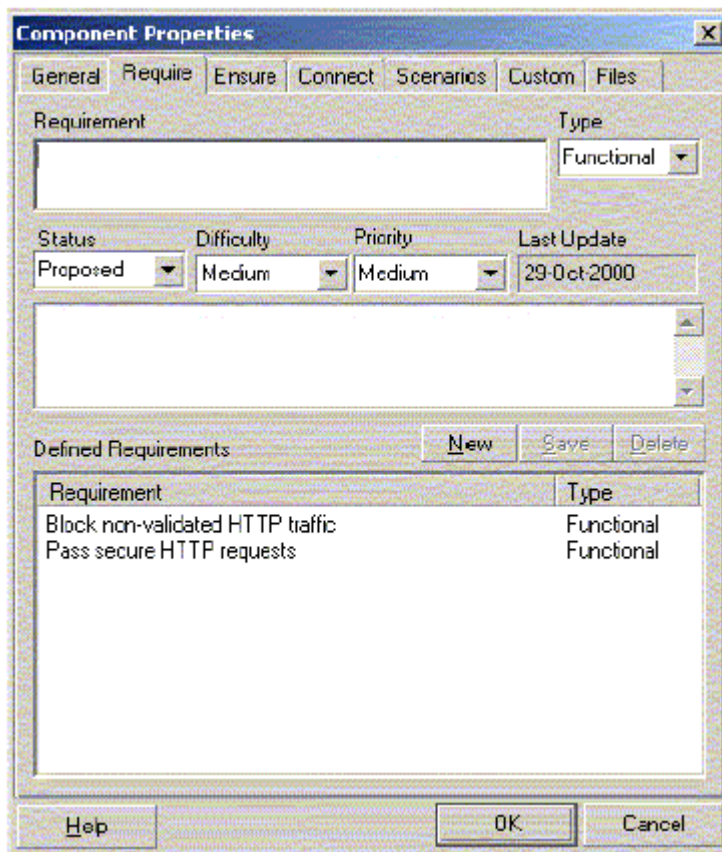 Component Properties
General Require Ensure Connect Scenarios Custom Files
Requirement Type
Functional
Status Difficulty Priority Last Update
Proposed Medium Medium 29-Oct-2000
Defined Requirements New Save Delete
Requirement Type
Block non-validated HTTP traffic Functional
Pass secure HTTP requests Functional
Help OK Cancel